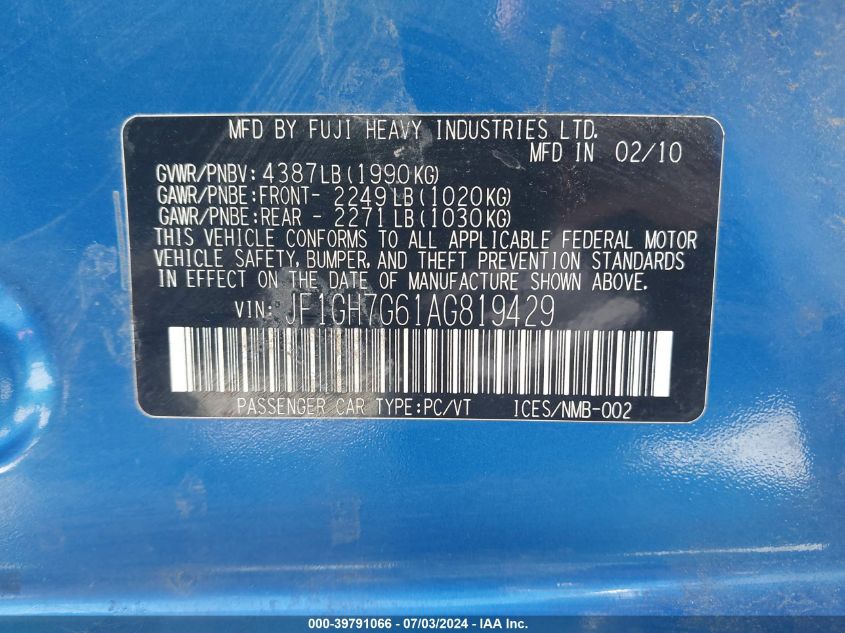 MFD BY FUJI HEAVY INDUSTRIES LTD.
MFD IN 02/10
GVWR/PNBV: 4387LB(1990KG)
GAWR/PNBE:FRONT- 2249LB(1020KG)
GAWR/PNBE:REAR - 2271LB(1030KG)
THIS VEHICLE CONFORMS TO ALL APPLICABLE FEDERAL MOTOR
VEHICLE SAFETY, BUMPER, AND THEFT PREVENTION STANDARDS
IN EFFECT ON THE DATE OF MANUFACTURE SHOWN ABOVE.
VIN: JF1GH7G61AG819429
PASSENGER CAR TYPE:PC/VT ICES/NMB-002
000-39791066 - 07/03/2024 - IAA Inc.